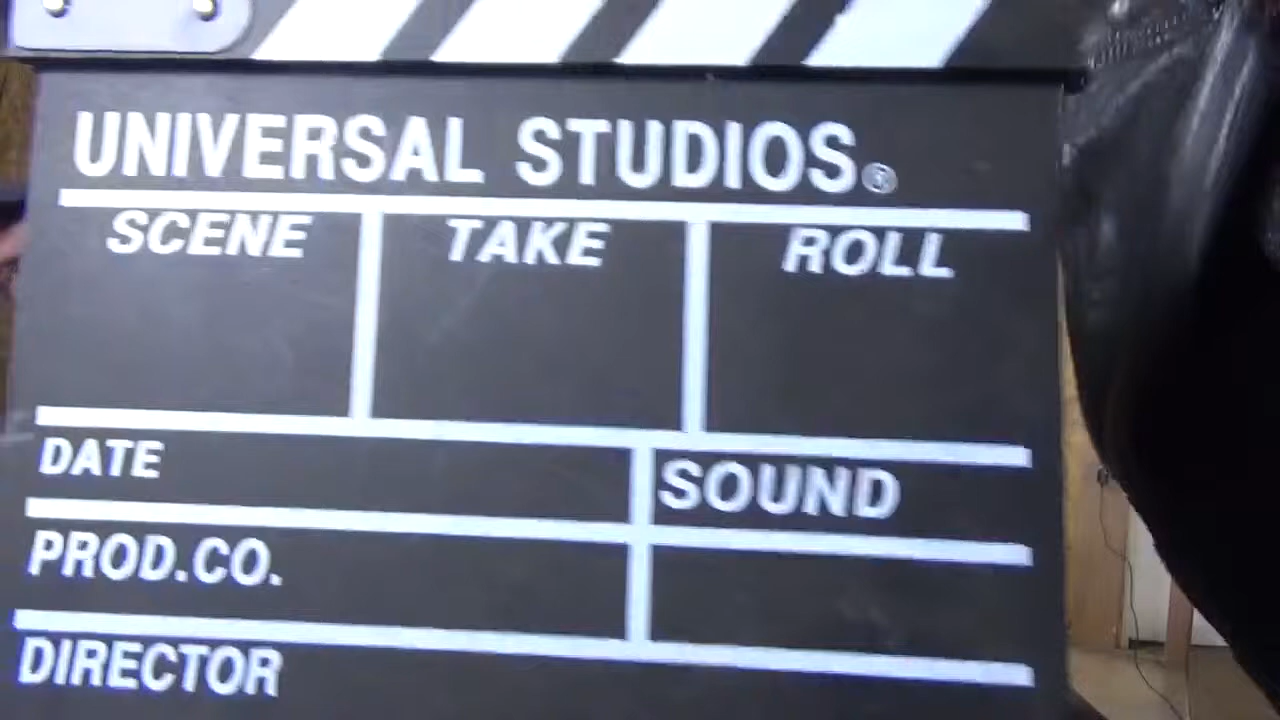 UNIVERSAL STUDIOS®
SCENE TAKE ROLL
DATE SOUND
PROD.CO.
DIRECTOR